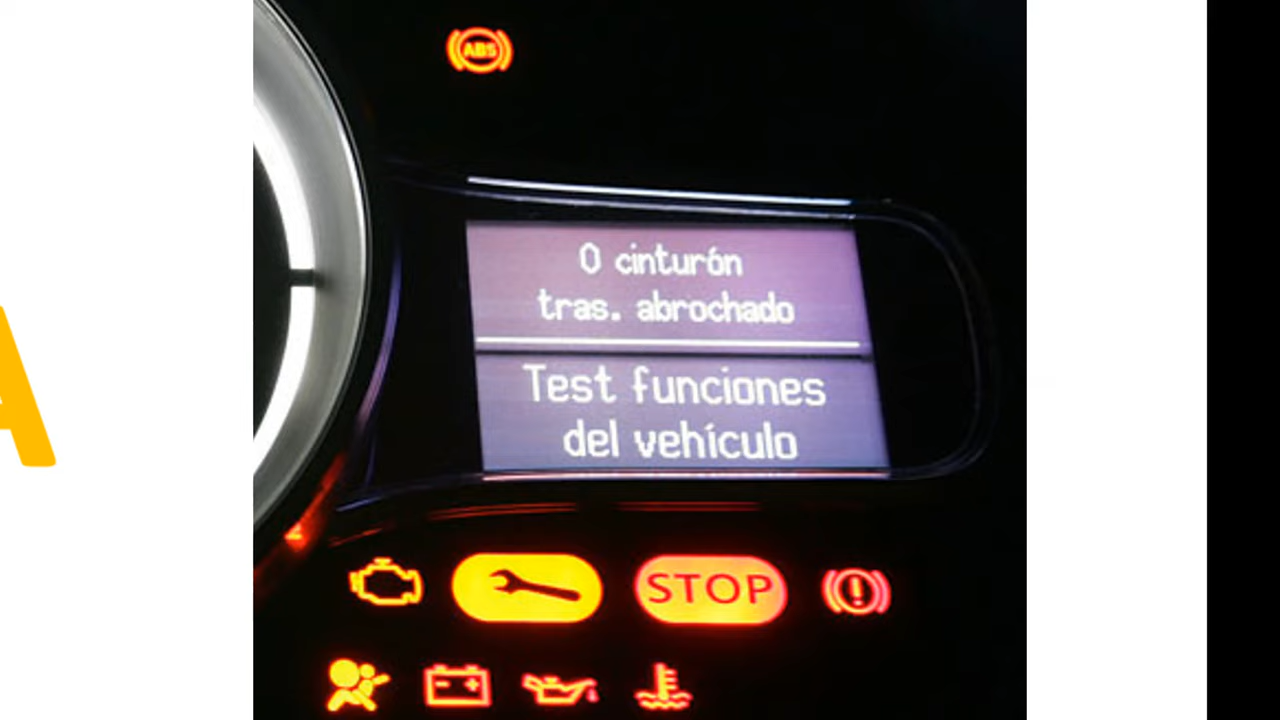 ABS
0 cinturón
tras. abrochado
Test funciones
del vehículo
STOP
A